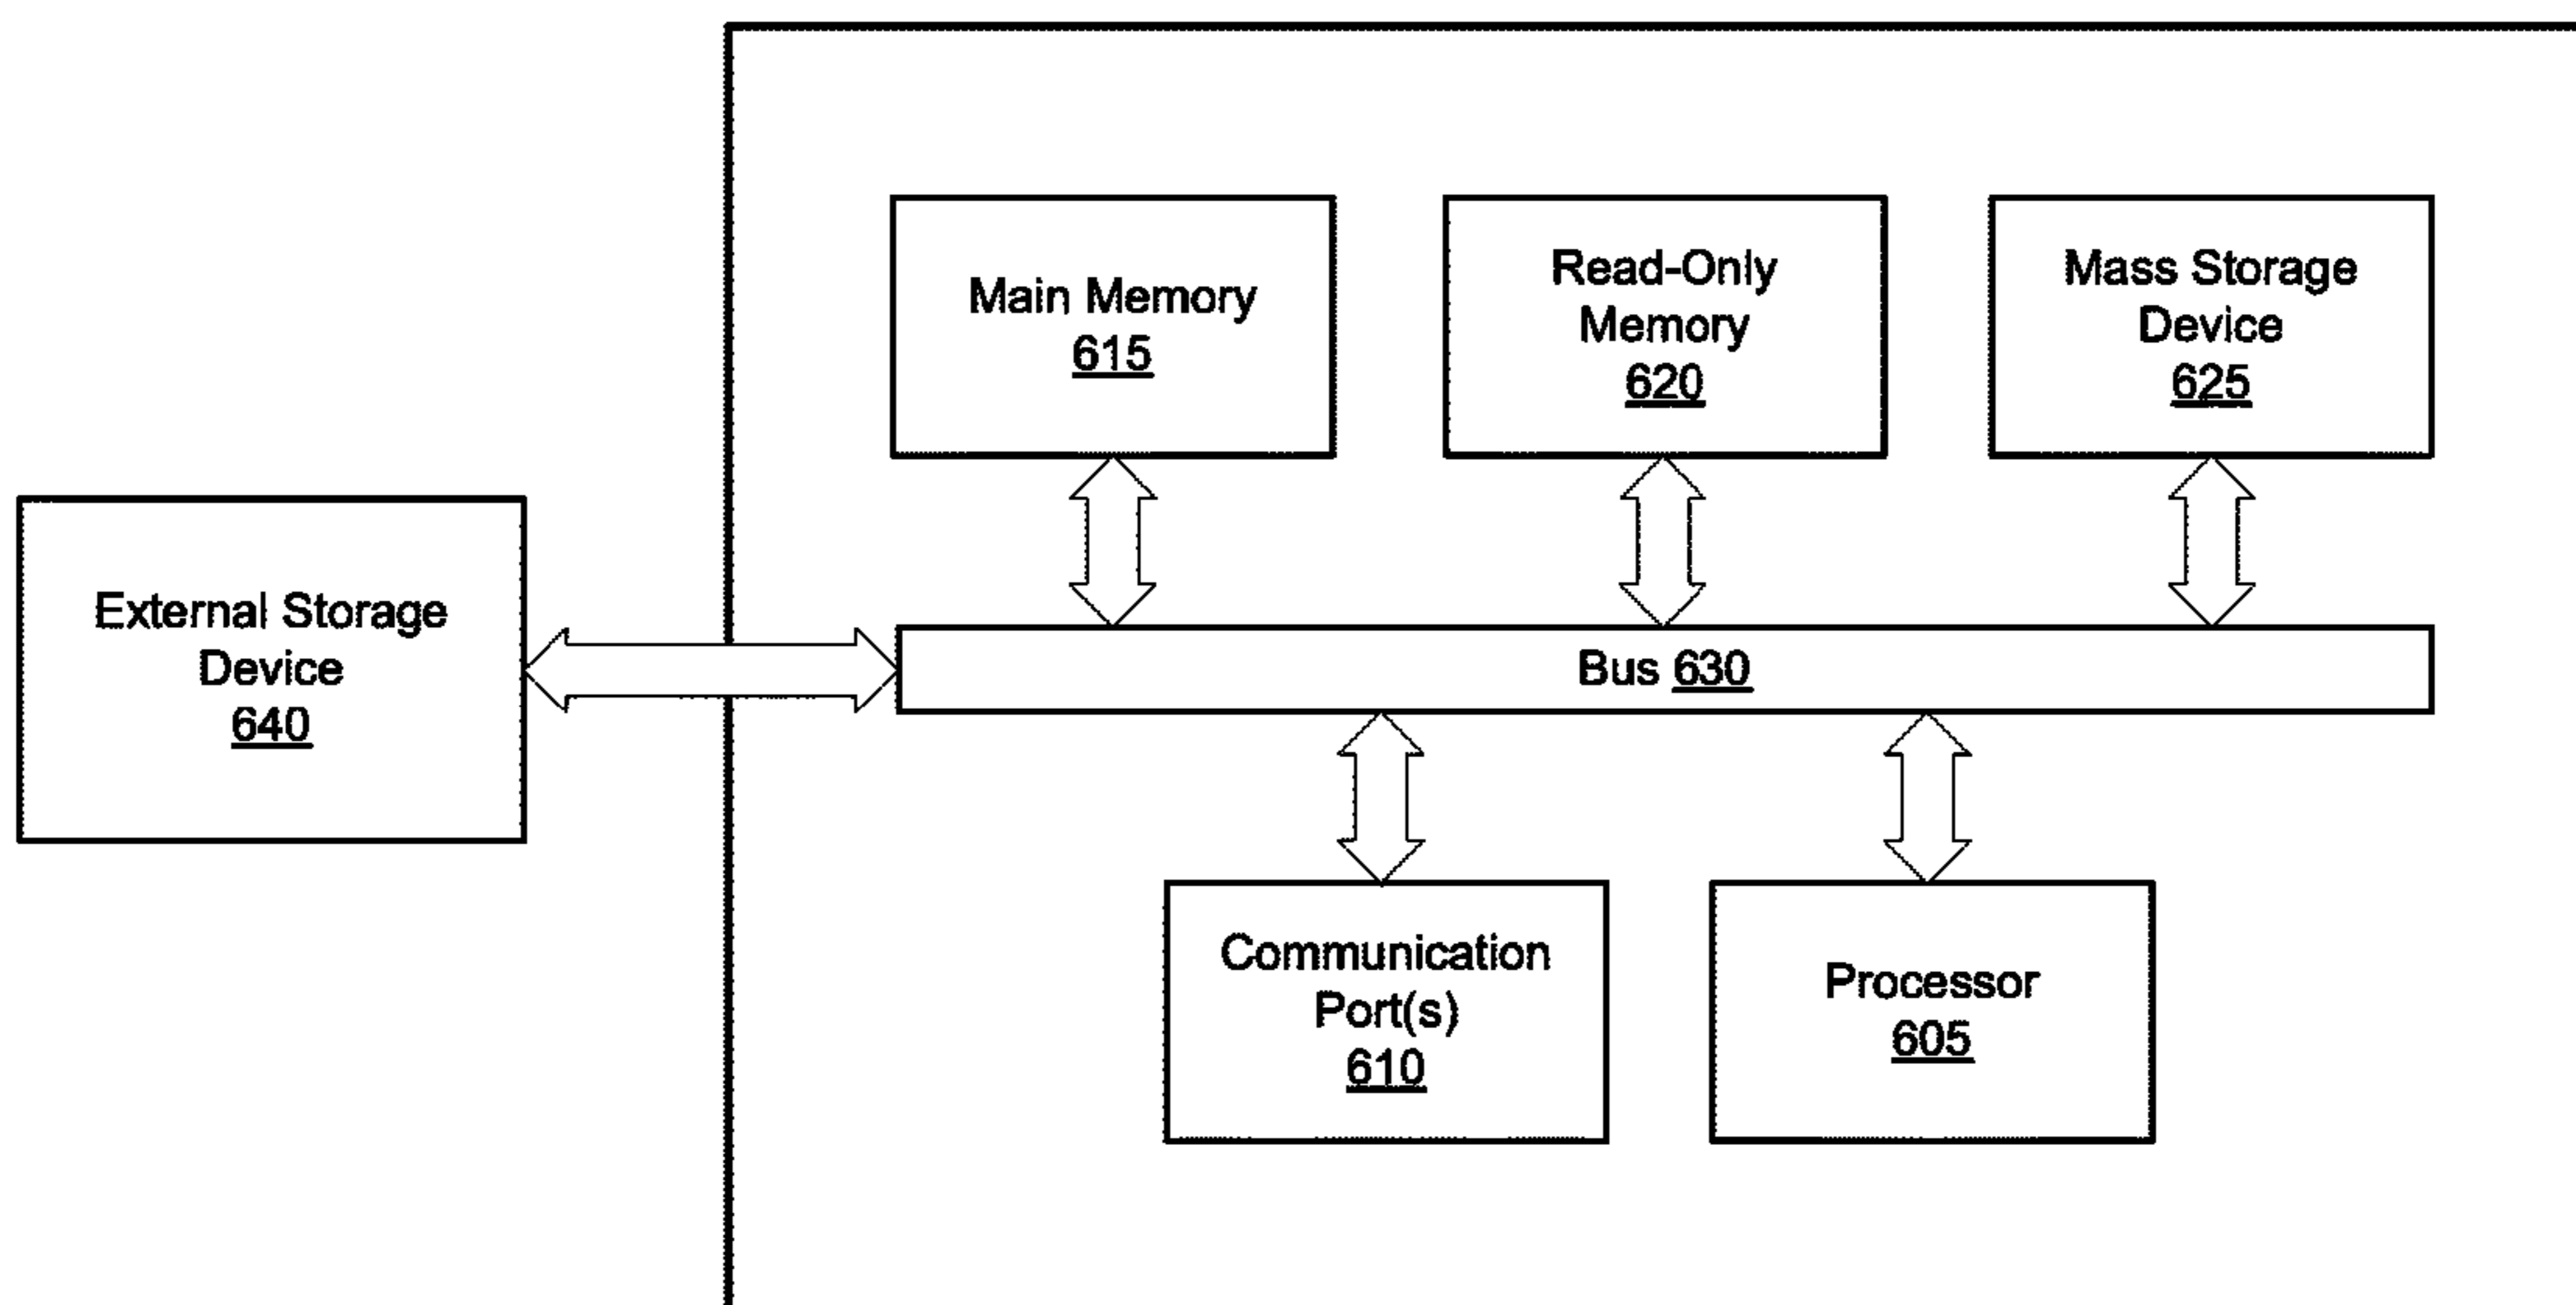 Main Memory
615
Read-Only
Memory
620
Mass Storage
Device
625
External Storage
Device
640
Bus 630
Communication
Port(s)
610
Processor
605